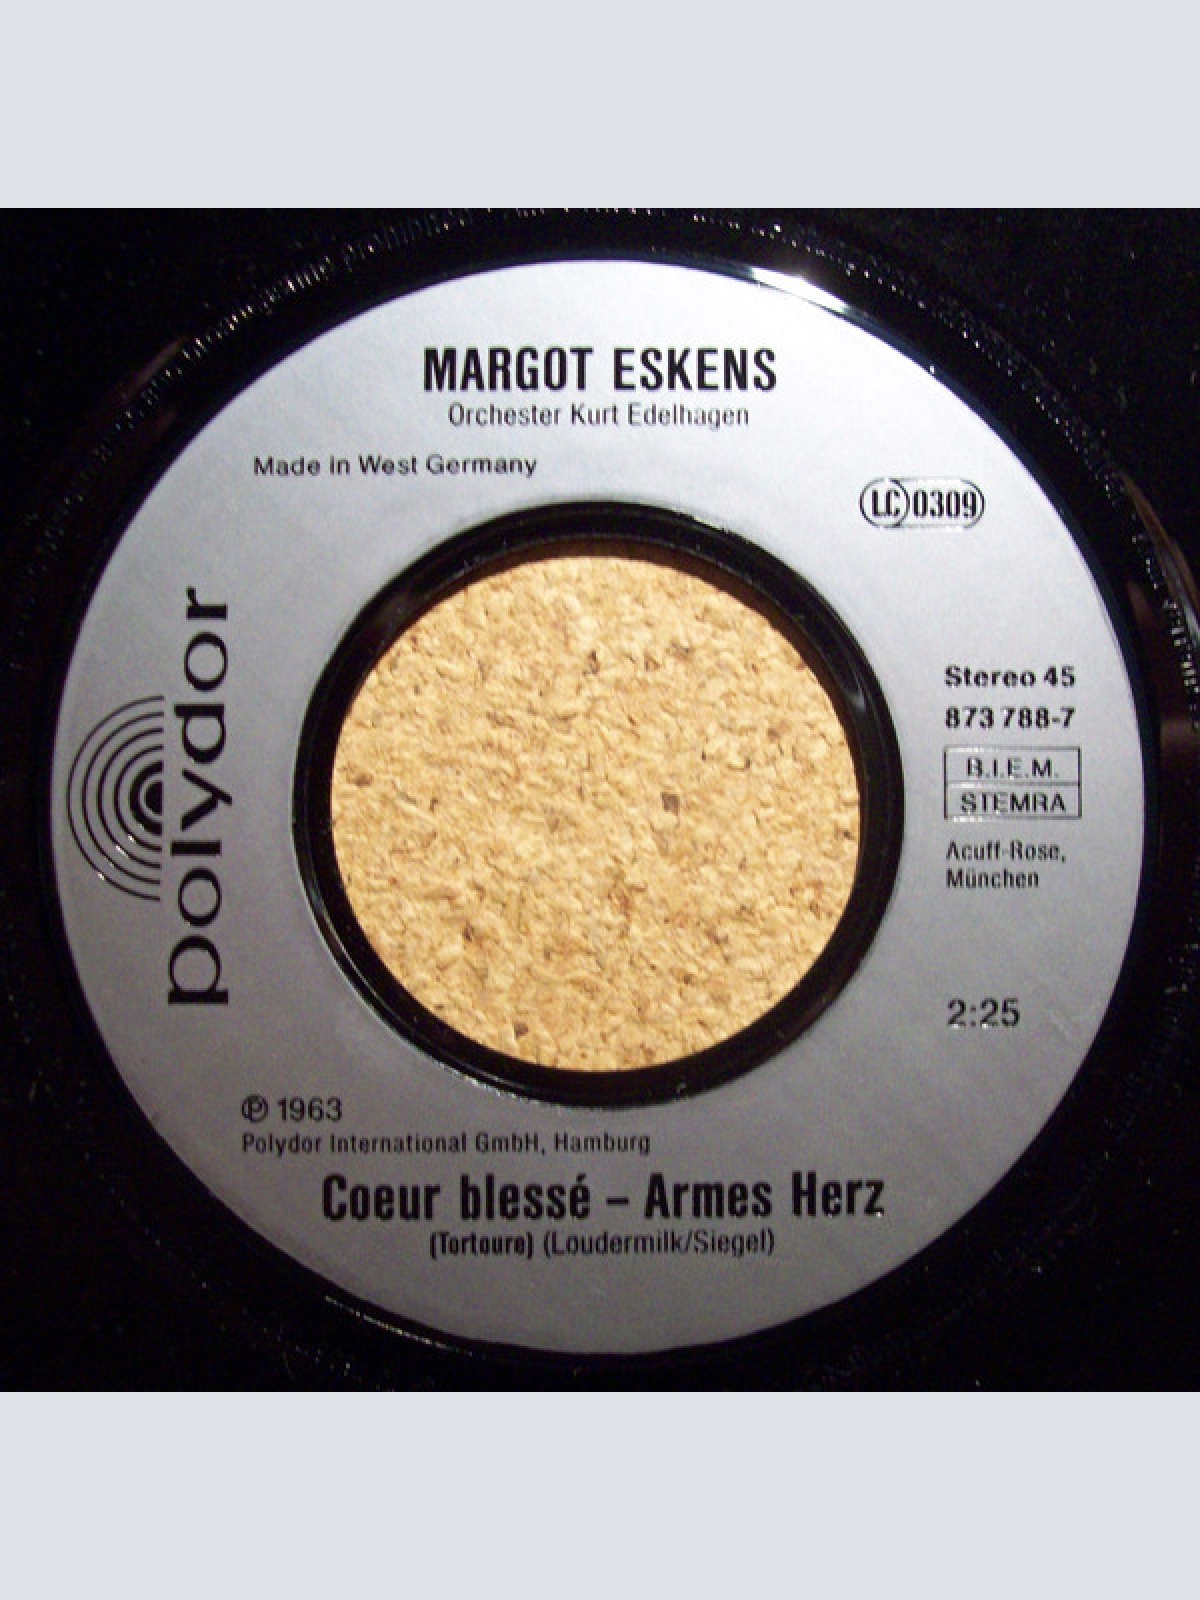 MARGOT ESKENS
Orchester Kurt Edelhagen
Made in West Germany
LC 0309
polydor
Stereo 45
873 788-7
B.I.E.M.
STEMRA
Acuff-Rose,
München
2:25
℗ 1963
Polydor International GmbH, Hamburg
Coeur blessé – Armes Herz
(Tortoure) (Loudermilk/Siegel)